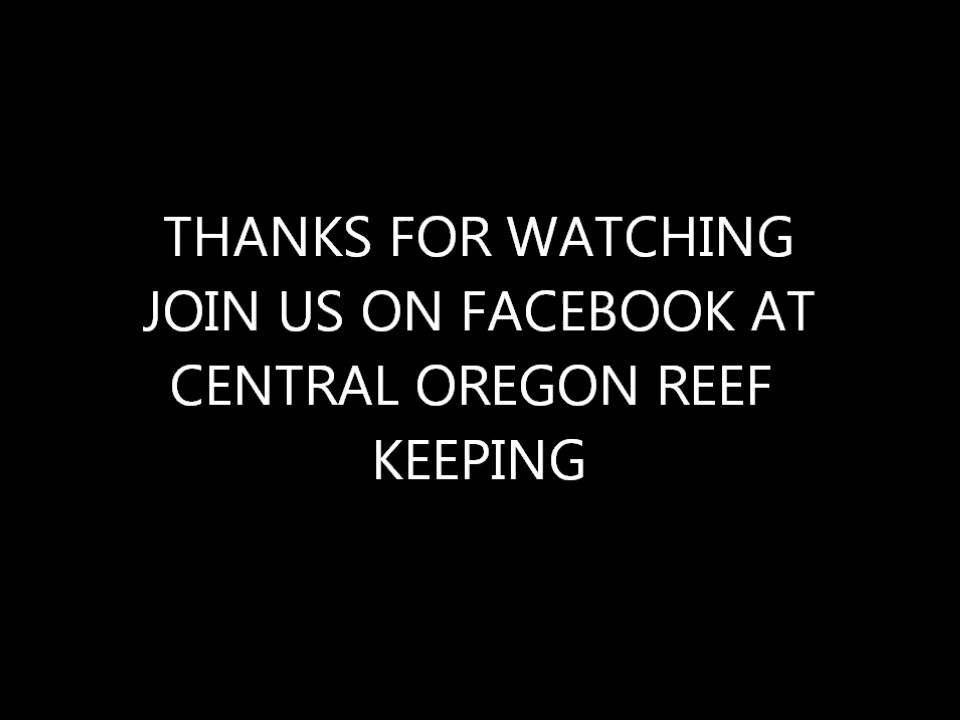 THANKS FOR WATCHING
JOIN US ON FACEBOOK AT
CENTRAL OREGON REEF
KEEPING